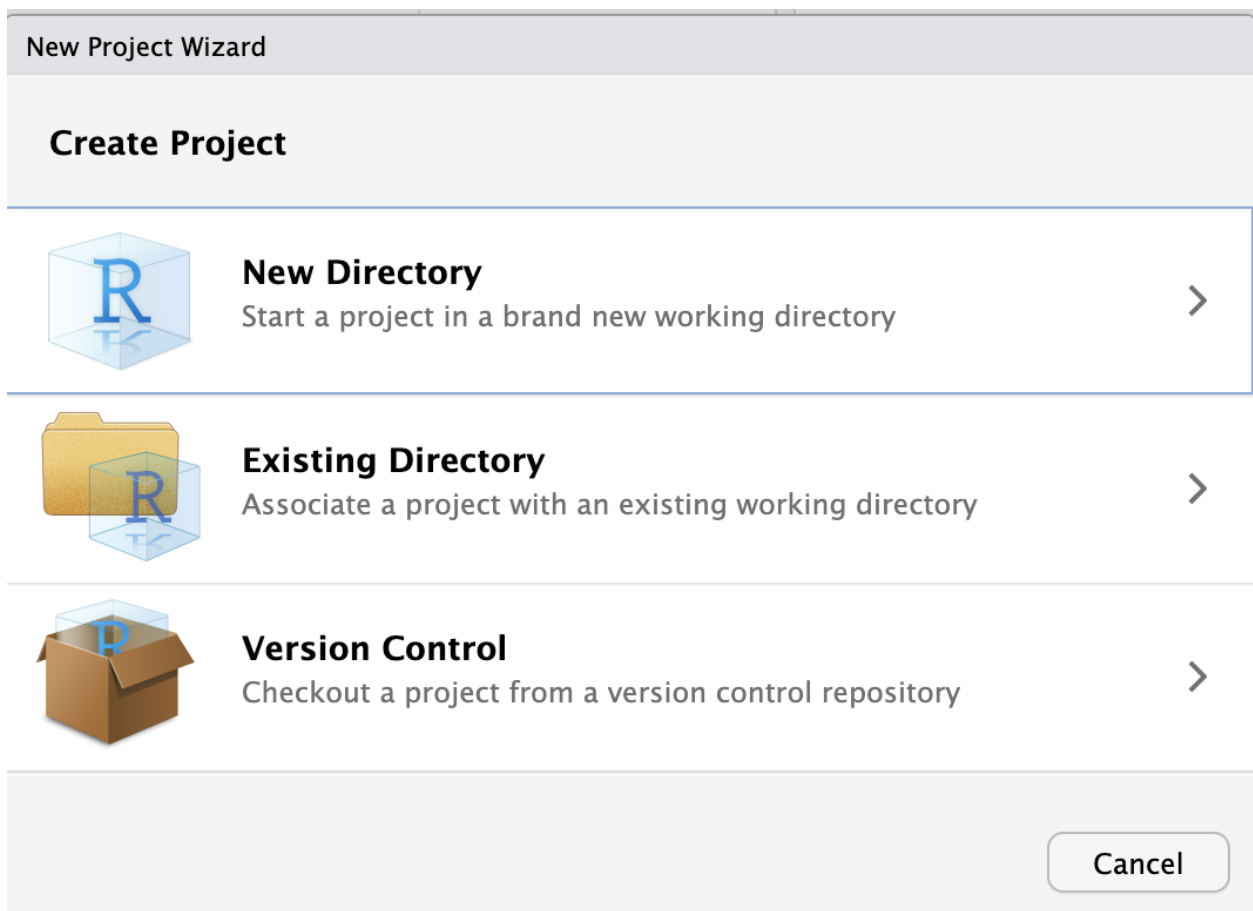 New Project Wizard
Create Project
R
New Directory
Start a project in a brand new working directory
R
Existing Directory
Associate a project with an existing working directory
R
Version Control
Checkout a project from a version control repository
Cancel